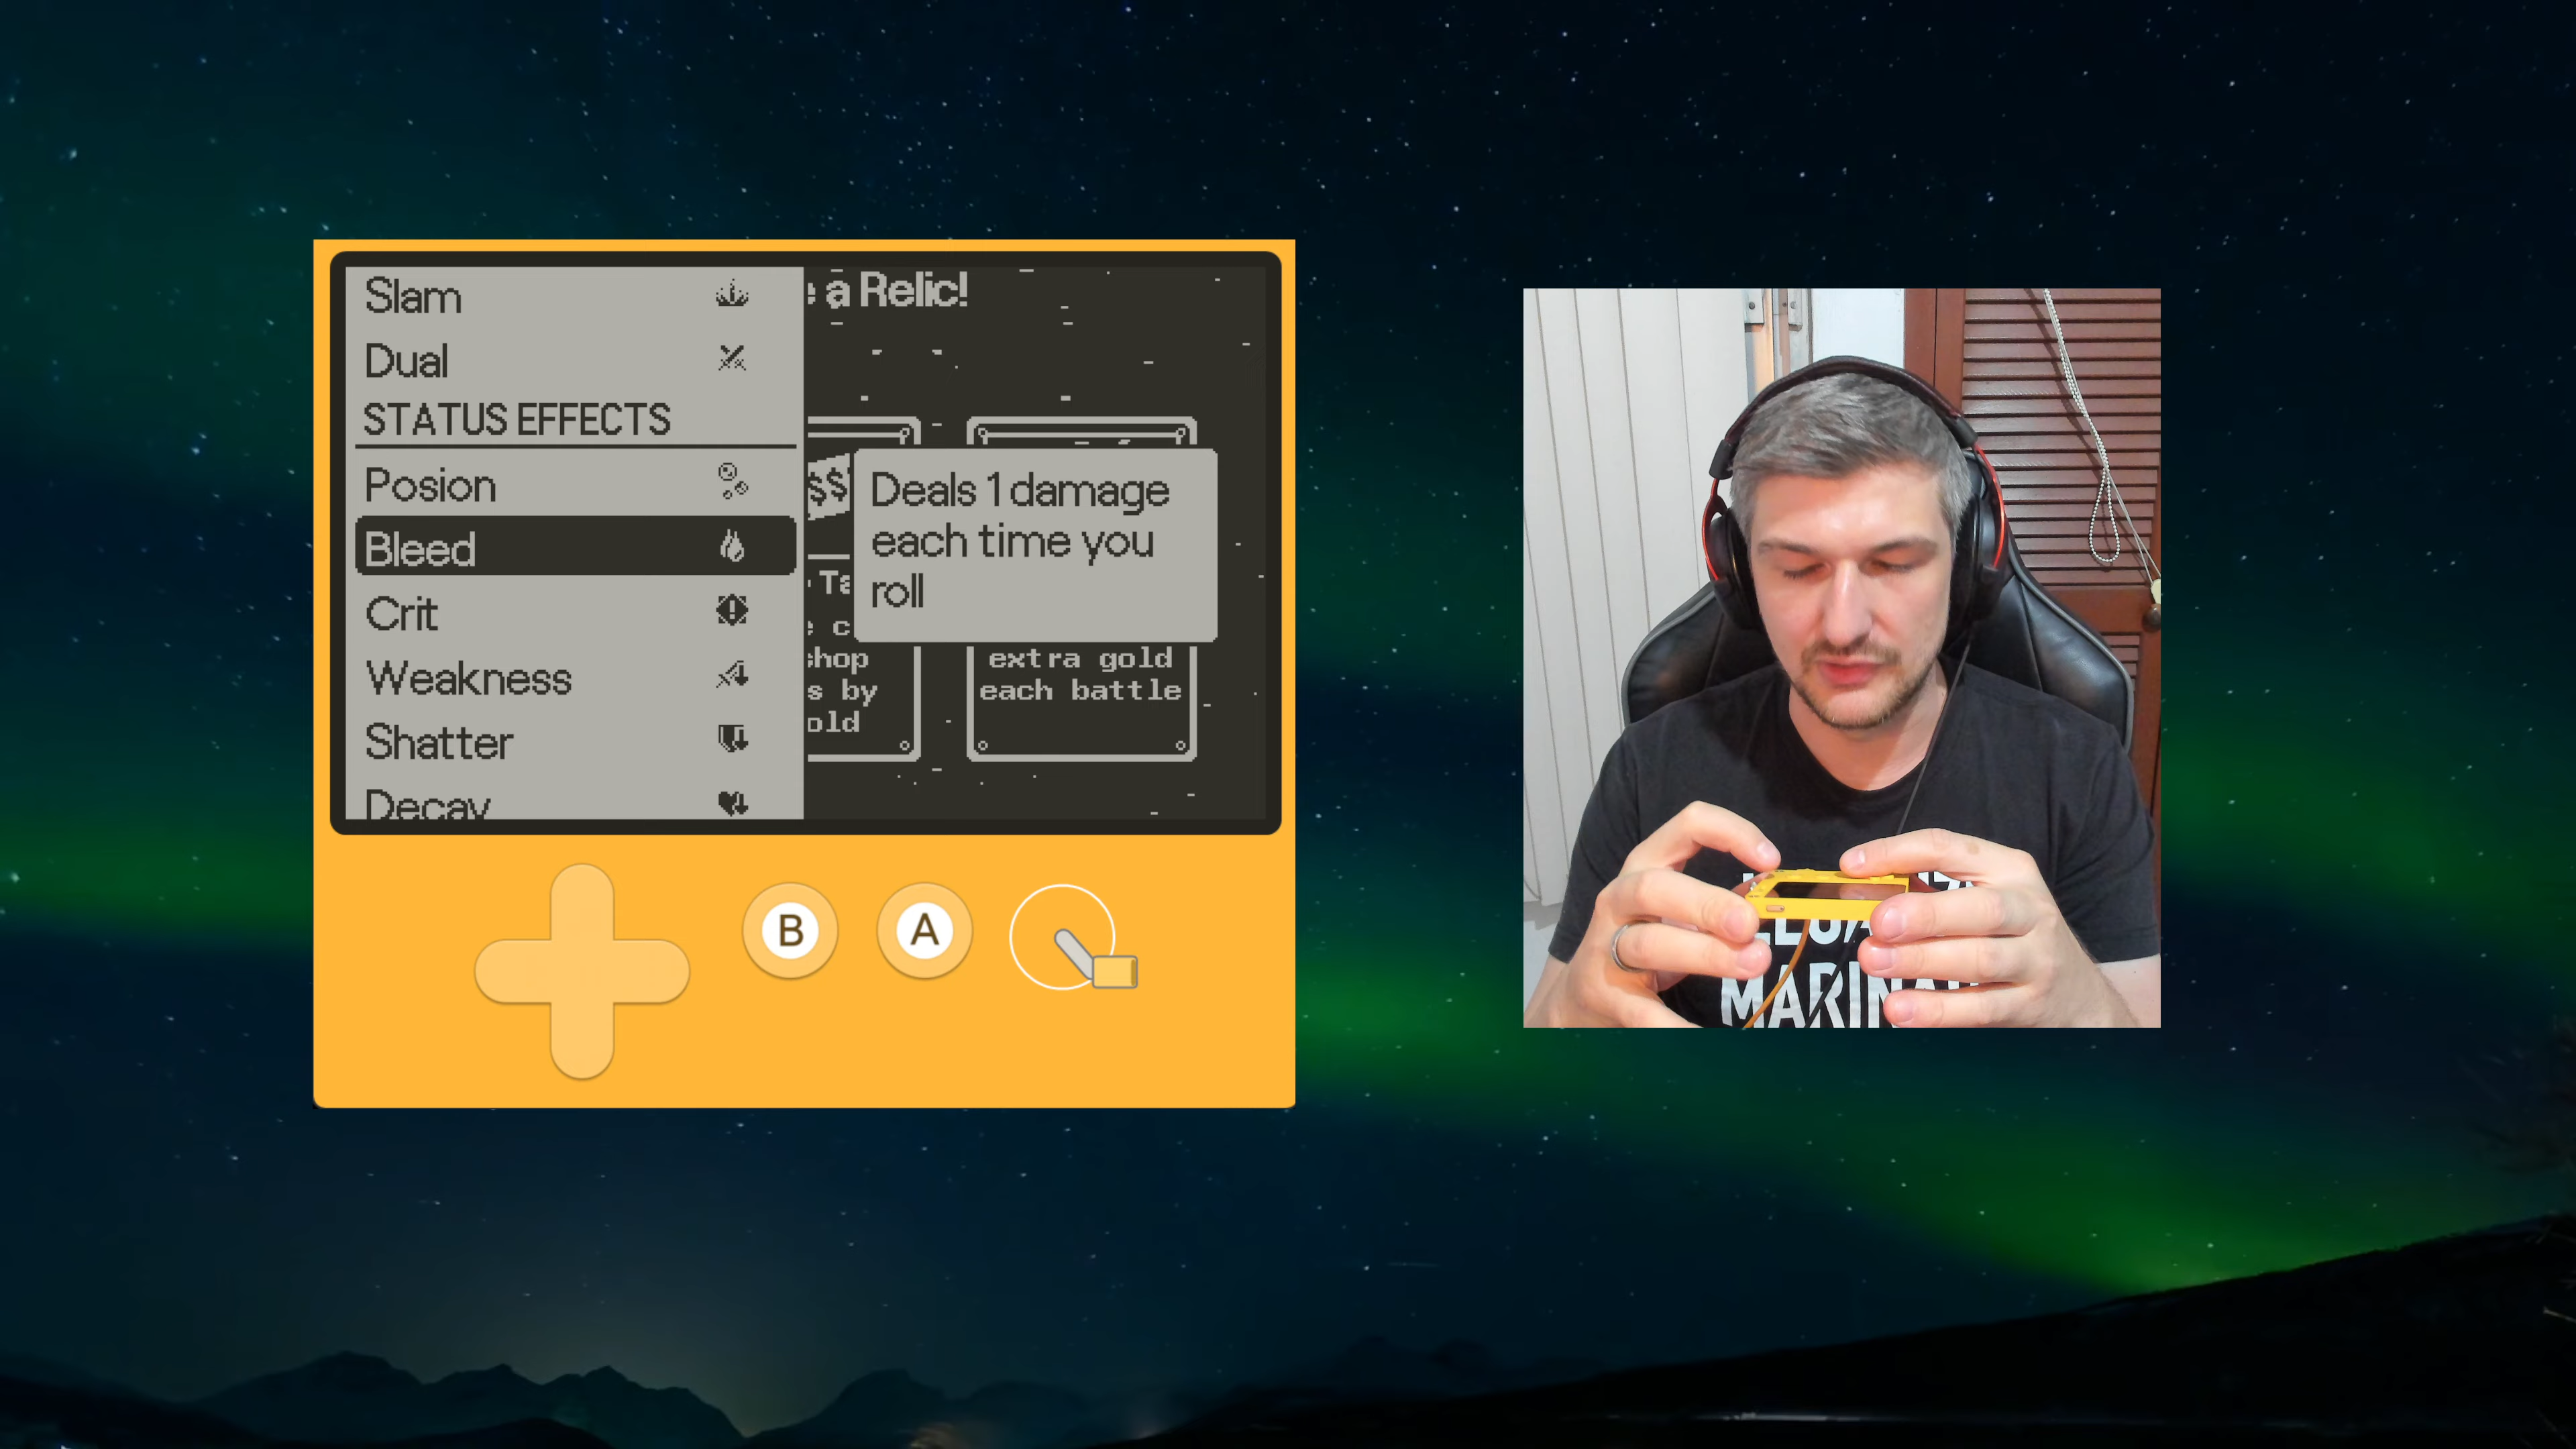 Slam
Dual
STATUS EFFECTS
Posion
Bleed
Crit
Weakness
Shatter
Decay
a Relic!
$$
Deals 1 damage
each time you
roll
hop
s by
old
extra gold
each battle
B
A
MARIN